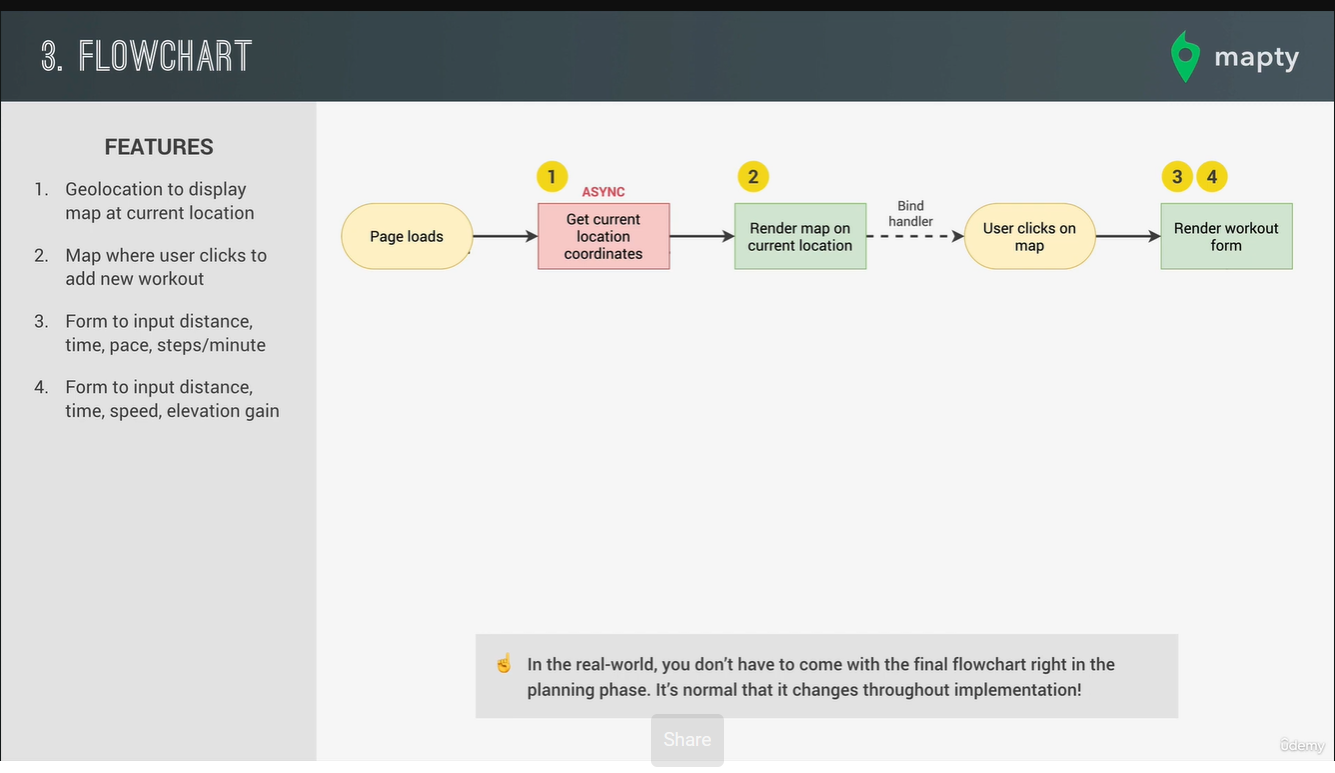 3. FLOWCHART
mapty
FEATURES
1. Geolocation to display
map at current location
2. Map where user clicks to
add new workout
3. Form to input distance,
time, pace, steps/minute
4. Form to input distance,
time, speed, elevation gain
Page loads
1
ASYNC
Get current
location
coordinates
2
Render map on
current location
Bind
handler
User clicks on
map
3 4
Render workout
form
In the real-world, you don’t have to come with the final flowchart right in the
planning phase. It’s normal that it changes throughout implementation!
Share
ûdemy